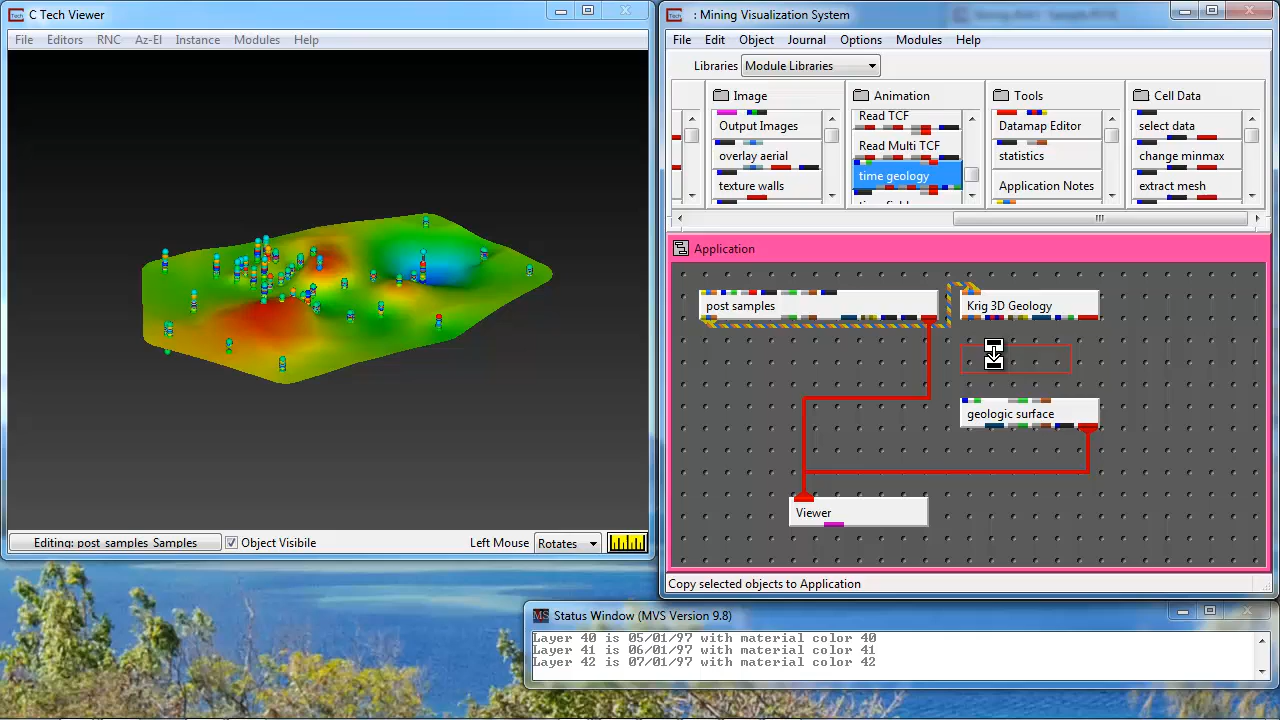 C Tech Viewer
File Editors RNC Az-El Instance Modules Help
Editing: post_samples_Samples Object Visibile Left Mouse Rotates
: Mining Visualization System
File Edit Object Journal Options Modules Help
Libraries Module Libraries
Image Animation Tools Cell Data
Output Images
overlay aerial
texture walls
Read TCF
Read Multi TCF
time geology
Datamap Editor
statistics
Application Notes
select data
change minmax
extract mesh
Application
post samples
Krig 3D Geology
geologic surface
Viewer
Copy selected objects to Application
Status Window (MVS Version 9.8)
Layer 40 is 05/01/97 with material color 40
Layer 41 is 06/01/97 with material color 41
Layer 42 is 07/01/97 with material color 42